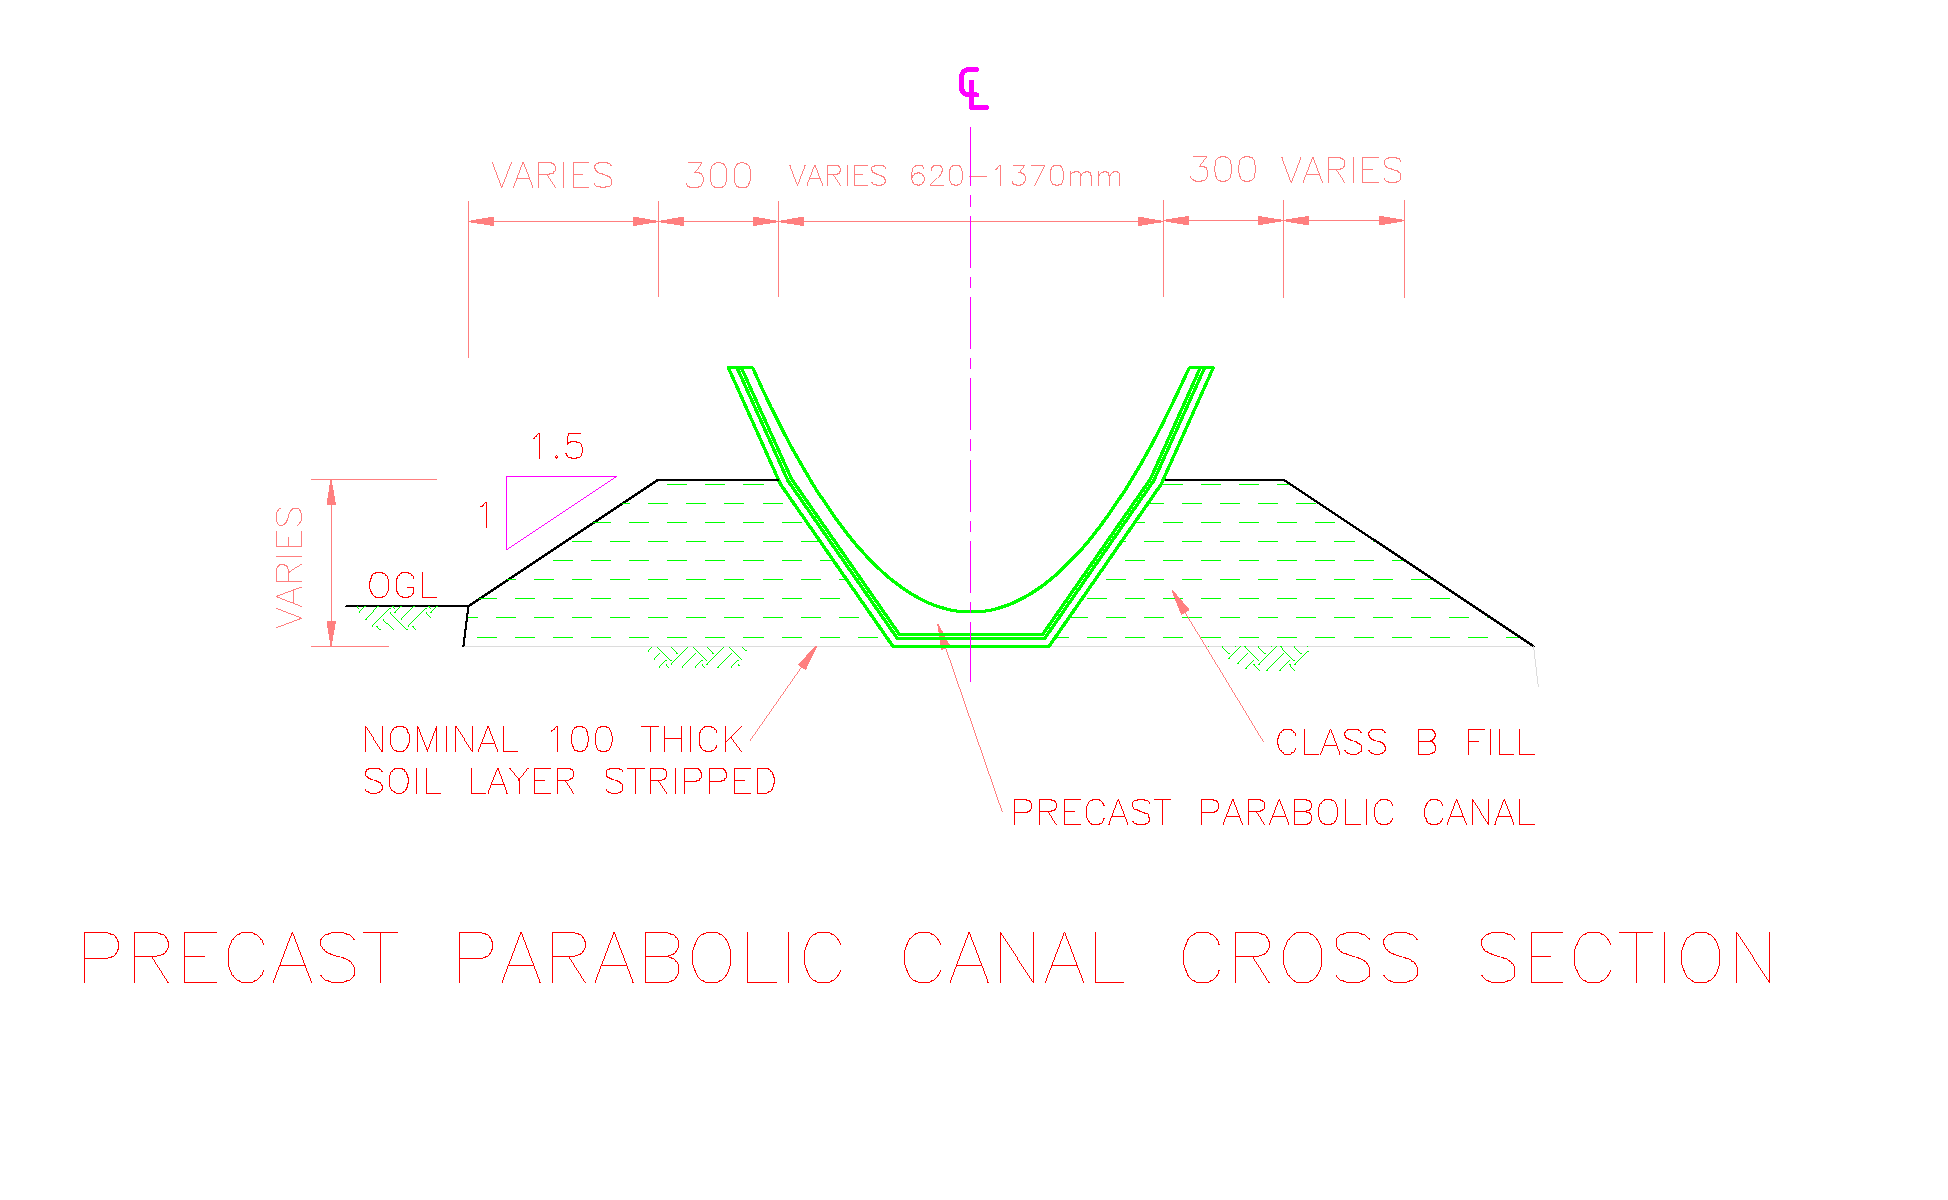 ℄
VARIES 300 VARIES 620-1370mm 300 VARIES
1.5
1
VARIES
OGL
NOMINAL 100 THICK
SOIL LAYER STRIPPED
CLASS B FILL
PRECAST PARABOLIC CANAL
PRECAST PARABOLIC CANAL CROSS SECTION